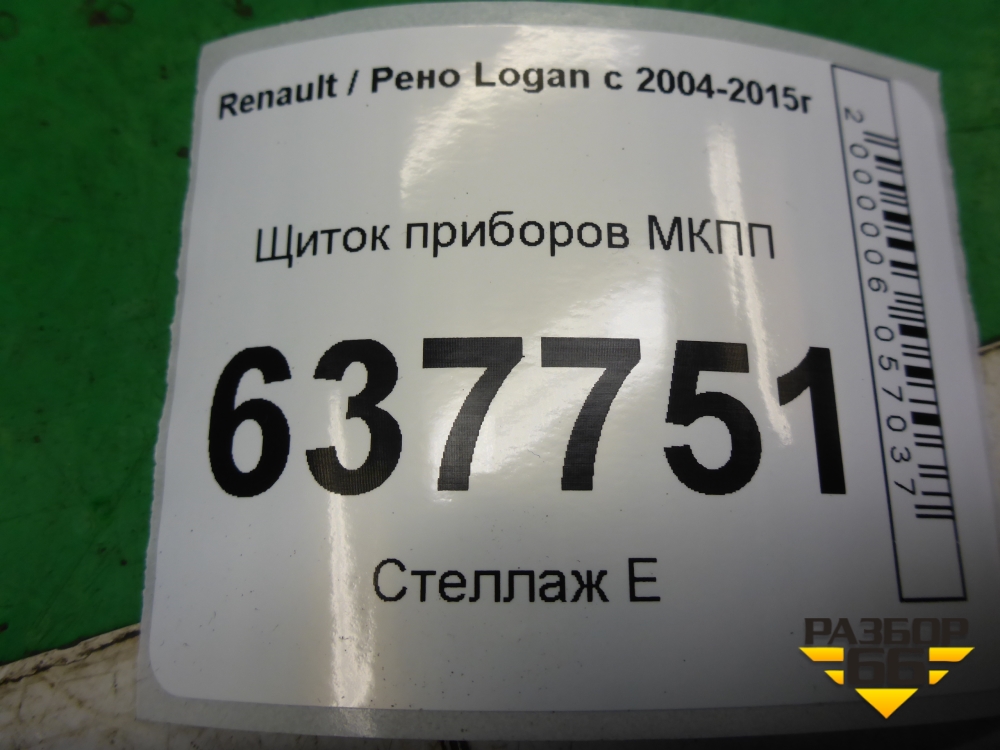 Renault / Рено Logan с 2004-2015г
Щиток приборов МКПП
637751
Стеллаж Е
2000006057037
РАЗБОР
66